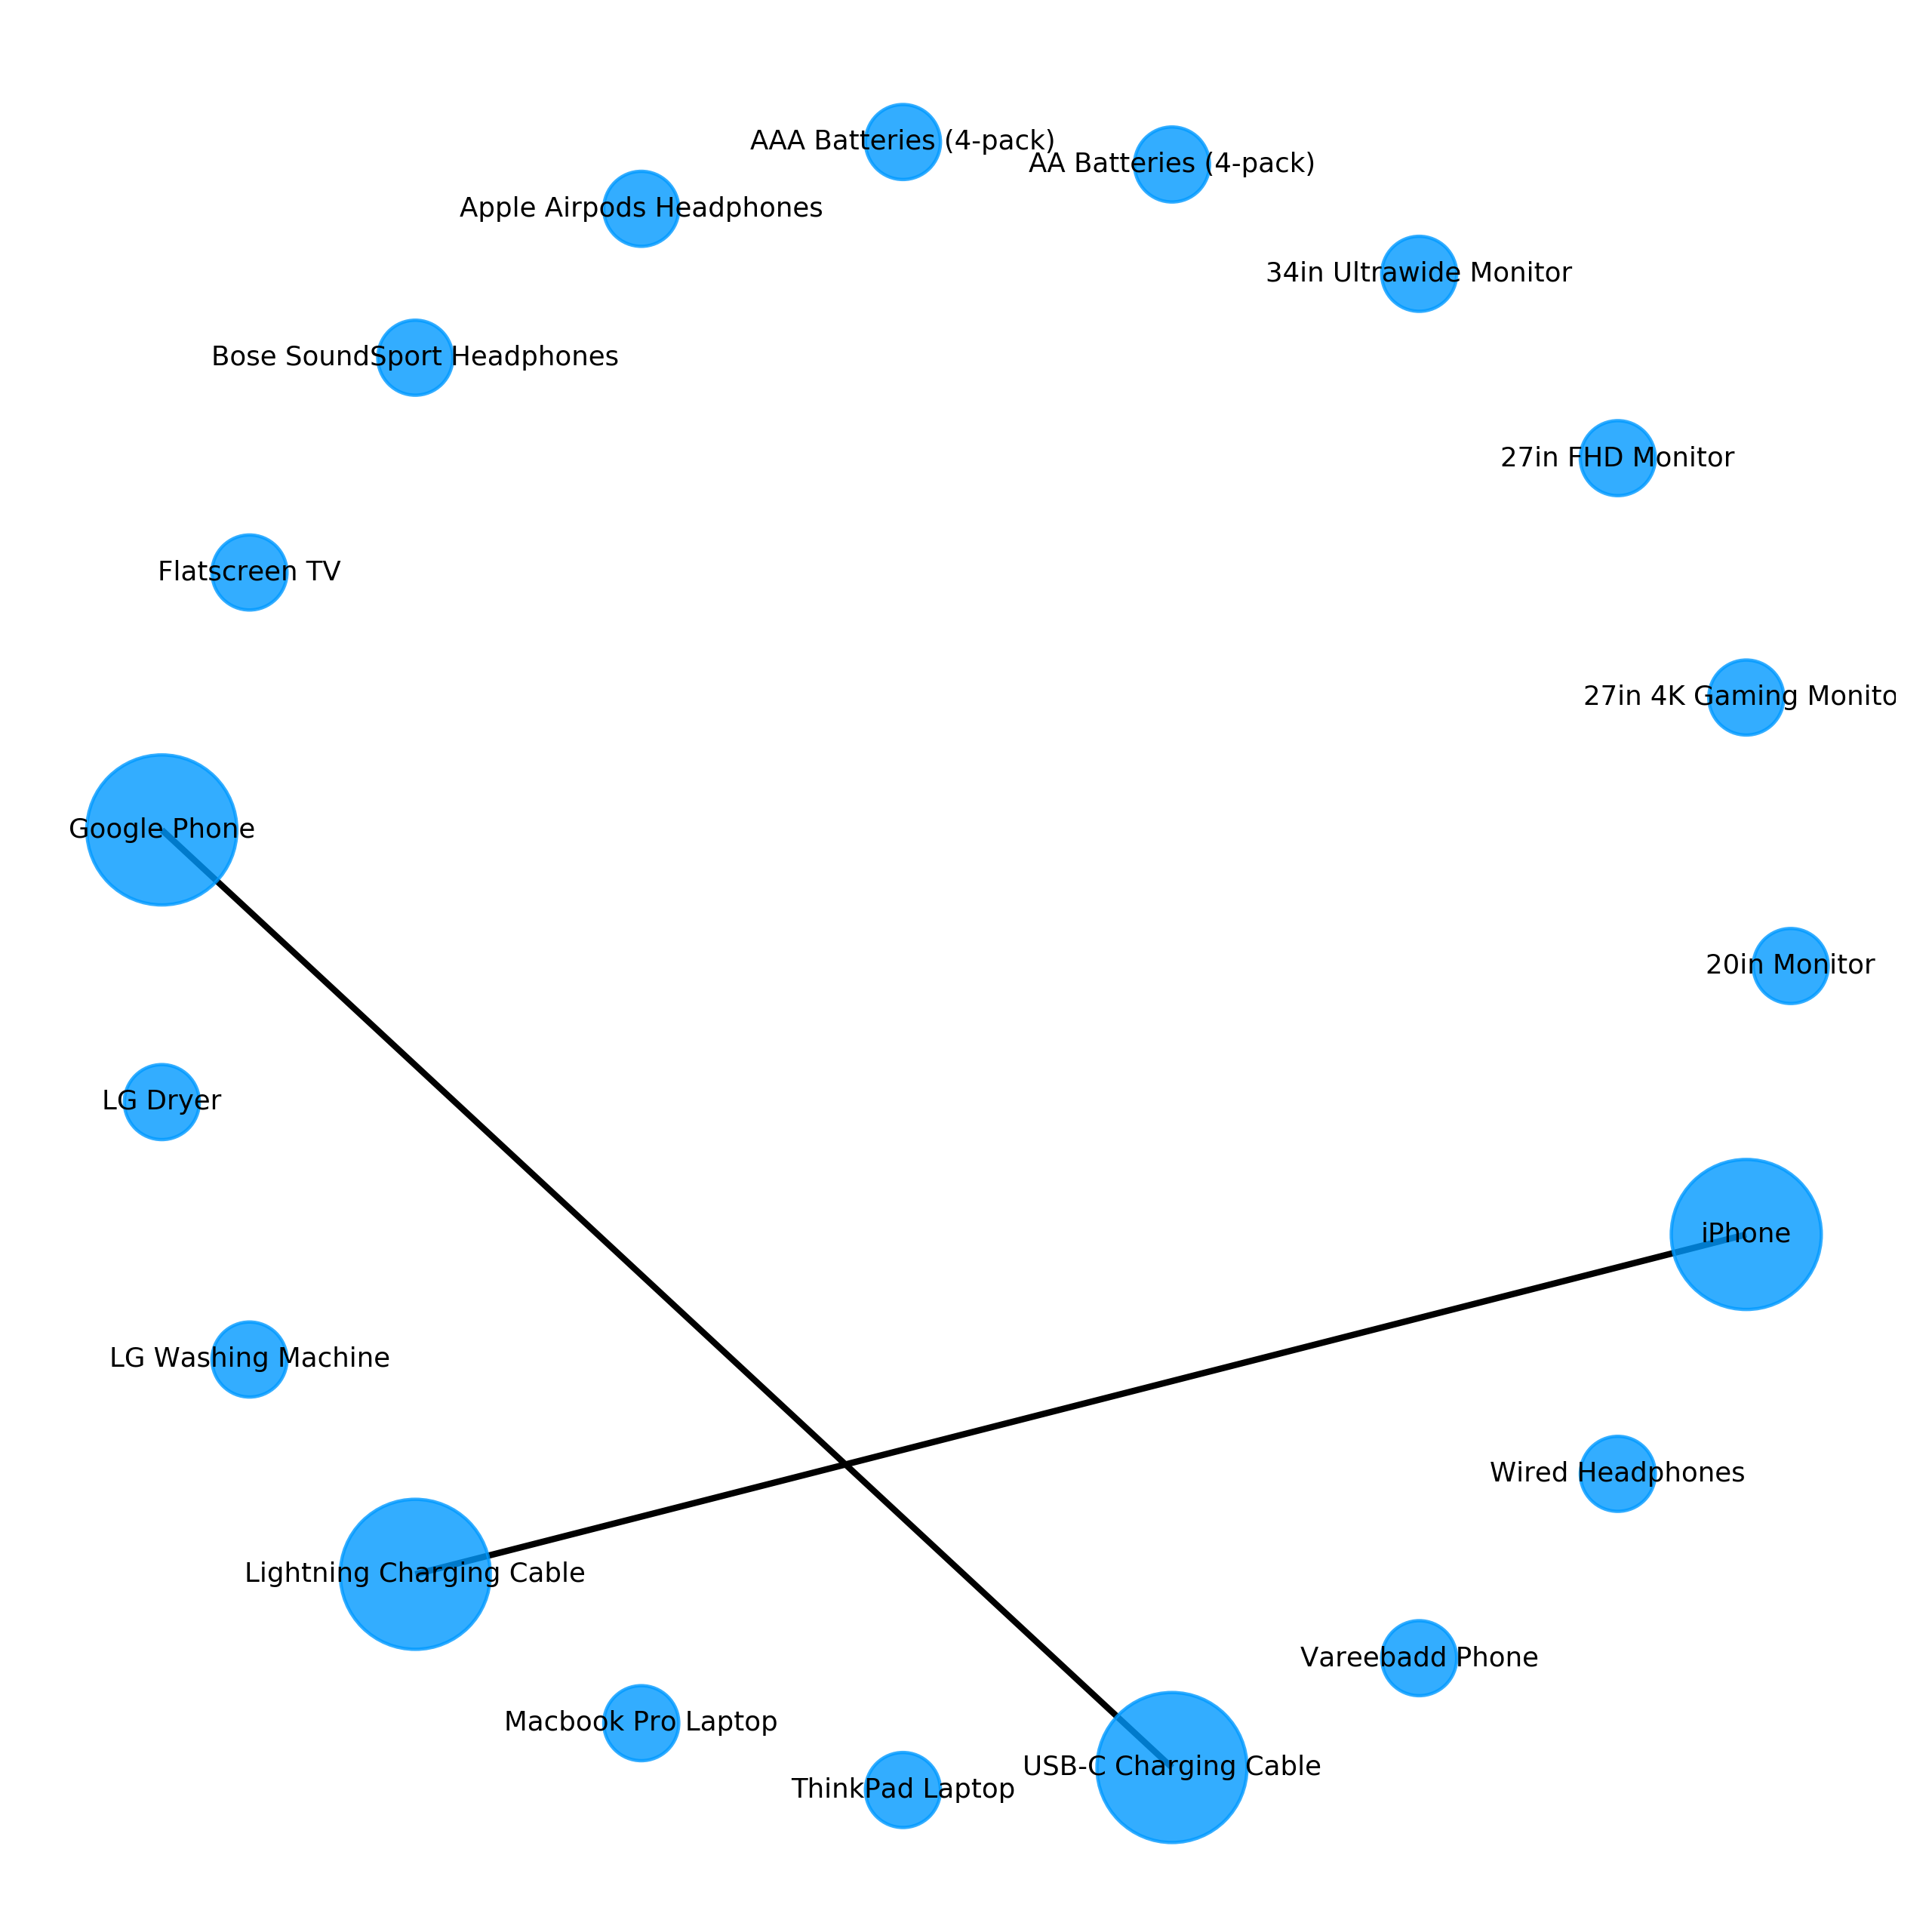 AAA Batteries (4-pack)
AA Batteries (4-pack)
Apple Airpods Headphones
34in Ultrawide Monitor
Bose SoundSport Headphones
27in FHD Monitor
Flatscreen TV
27in 4K Gaming Monito
Google Phone
20in Monitor
LG Dryer
iPhone
LG Washing Machine
Wired Headphones
Lightning Charging Cable
Vareebadd Phone
Macbook Pro Laptop
USB-C Charging Cable
ThinkPad Laptop